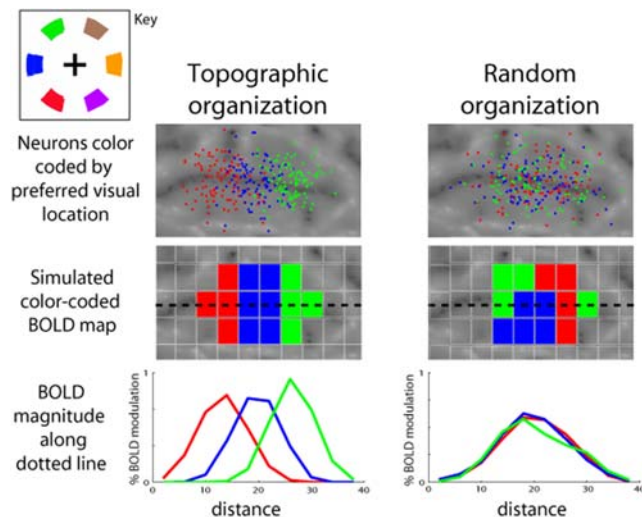 Key
Topographic
organization
Random
organization
Neurons color
coded by
preferred visual
location
Simulated
color-coded
BOLD map
BOLD
magnitude
along
dotted line
% BOLD modulation
1
0
0 10 20 30 40
distance
% BOLD modulation
1
0
0 10 20 30 40
distance